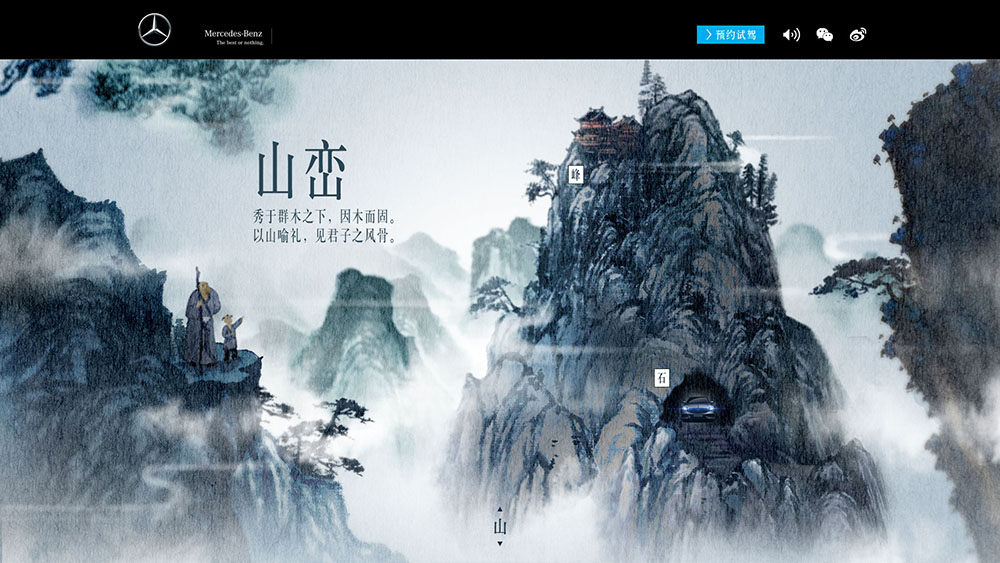 Mercedes-Benz
The best or nothing.
预约试驾
山峦
秀于群木之下，因木而固。
以山喻礼，见君子之风骨。
峰
石
山